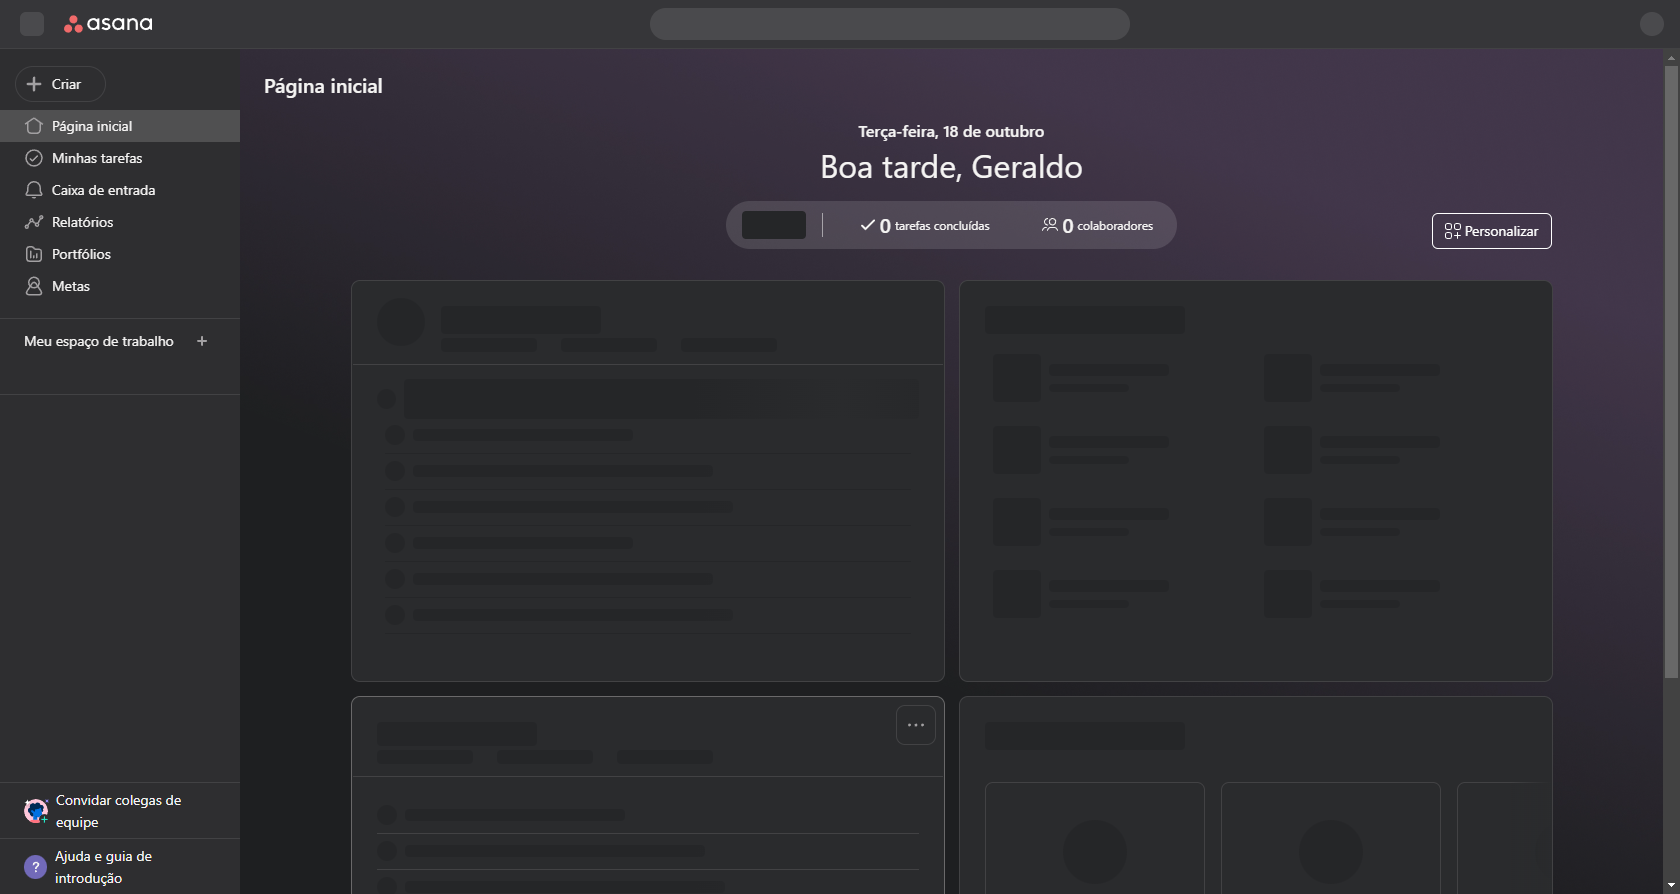 asana
Criar
Página inicial
Minhas tarefas
Caixa de entrada
Relatórios
Portfólios
Metas
Meu espaço de trabalho
Convidar colegas de
equipe
?
Ajuda e guia de
introdução
Página inicial
Terça-feira, 18 de outubro
Boa tarde, Geraldo
0 tarefas concluídas
0 colaboradores
Personalizar